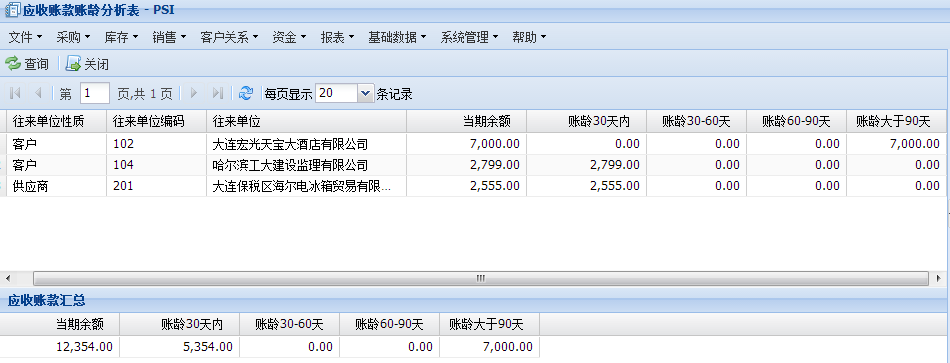 应收账款账龄分析表 - PSI
文件 采购 库存 销售 客户关系 资金 报表 基础数据 系统管理 帮助
查询 关闭
第 1 页,共 1 页 每页显示 20 条记录
往来单位性质 往来单位编码 往来单位 当期余额 账龄30天内 账龄30-60天 账龄60-90天 账龄大于90天
客户 102 大连宏光天宝大酒店有限公司 7,000.00 0.00 0.00 0.00 7,000.00
客户 104 哈尔滨工大建设监理有限公司 2,799.00 2,799.00 0.00 0.00 0.00
供应商 201 大连保税区海尔电冰箱贸易有限... 2,555.00 2,555.00 0.00 0.00 0.00
应收账款汇总
当期余额 账龄30天内 账龄30-60天 账龄60-90天 账龄大于90天
12,354.00 5,354.00 0.00 0.00 7,000.00